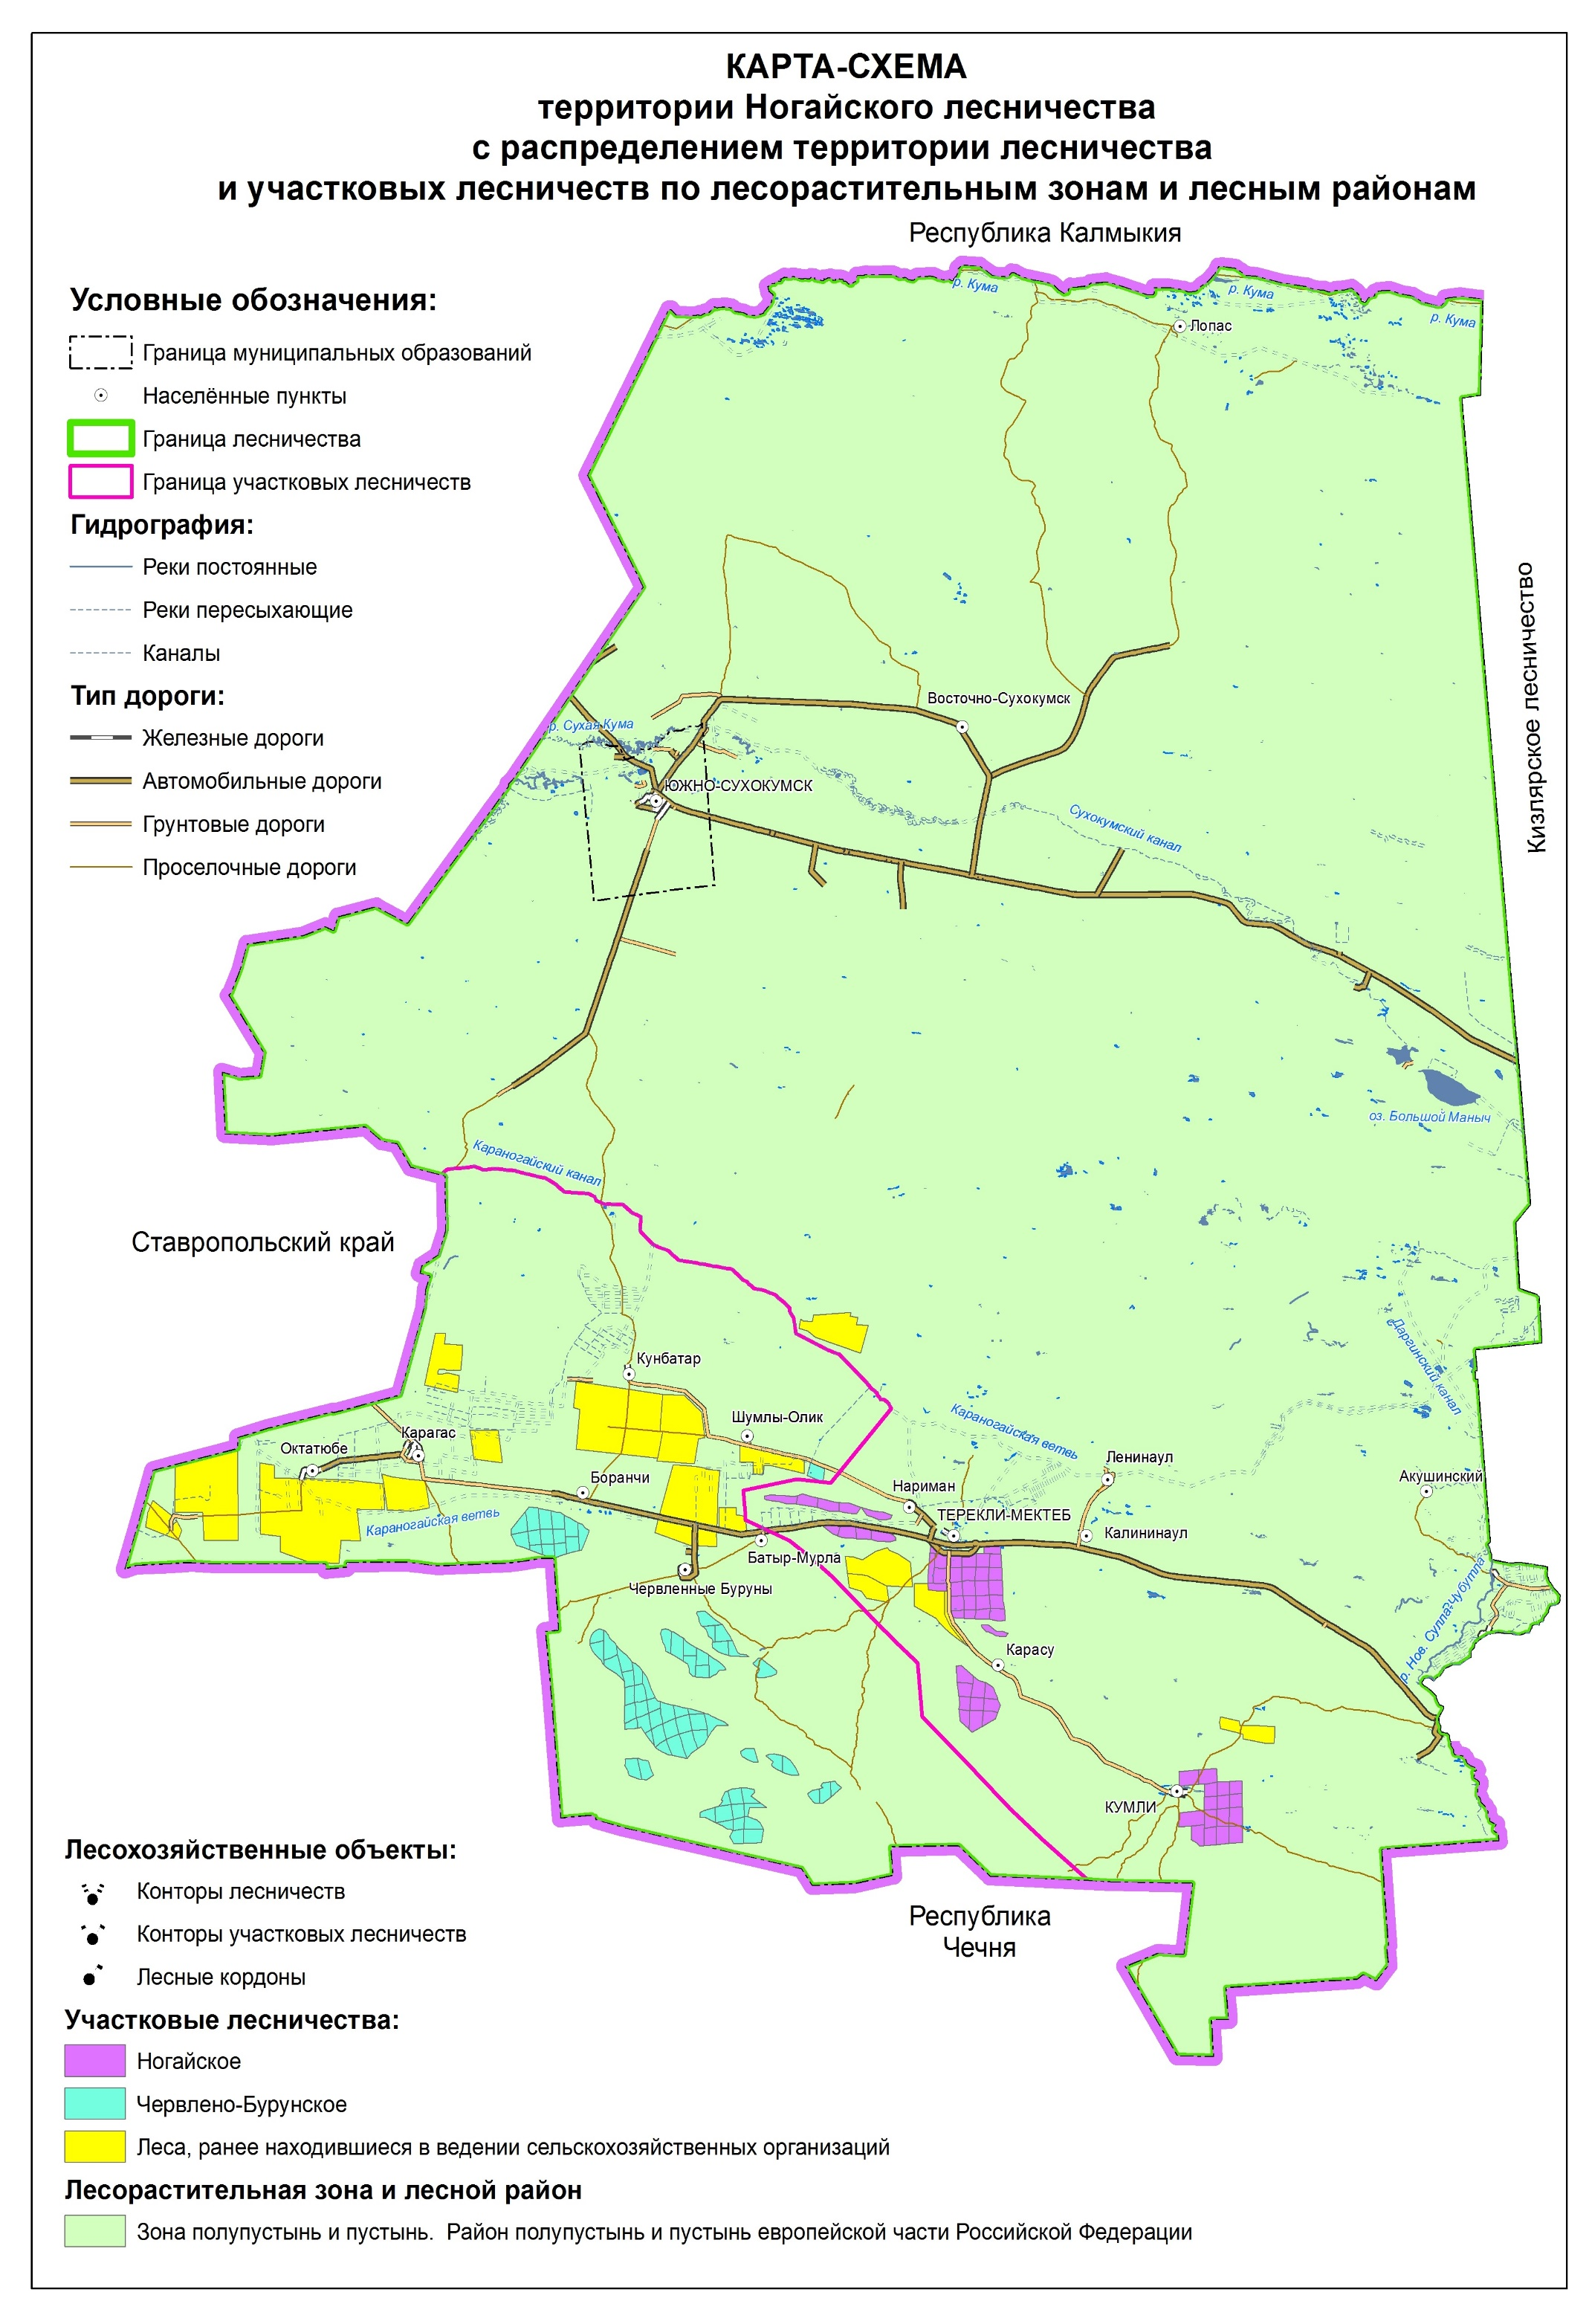 КАРТА-СХЕМА
территории Ногайского лесничества
с распределением территории лесничества
и участковых лесничеств по лесорастительным зонам и лесным районам
Республика Калмыкия
Условные обозначения:
Граница муниципальных образований
Населённые пункты
Граница лесничества
Граница участковых лесничеств
Гидрография:
Реки постоянные
Реки пересыхающие
Каналы
Тип дороги:
Железные дороги
Автомобильные дороги
Грунтовые дороги
Проселочные дороги
р. Кума
р. Кума
р. Кума
Лопас
Кизлярское лесничество
Восточно-Сухокумск
р. Сухая Кума
ЮЖНО-СУХОКУМСК
Сухокумский канал
оз. Большой Маныч
Караногайский канал
Ставропольский край
Даргинский канал
Кунбатар
Шумлы-Олик
Караногайская ветвь
Карагас
Октатюбе
Ленинаул
Боранчи
Нариман
Акушинский
Караногайская ветвь
ТЕРЕКЛИ-МЕКТЕБ
Калининаул
Батыр-Мурла
Червленные Буруны
р. Нов. Сулла-Чубутла
Карасу
КУМЛИ
Республика
Чечня
Лесохозяйственные объекты:
Конторы лесничеств
Конторы участковых лесничеств
Лесные кордоны
Участковые лесничества:
Ногайское
Червлено-Бурунское
Леса, ранее находившиеся в ведении сельскохозяйственных организаций
Лесорастительная зона и лесной район
Зона полупустынь и пустынь. Район полупустынь и пустынь европейской части Российской Федерации